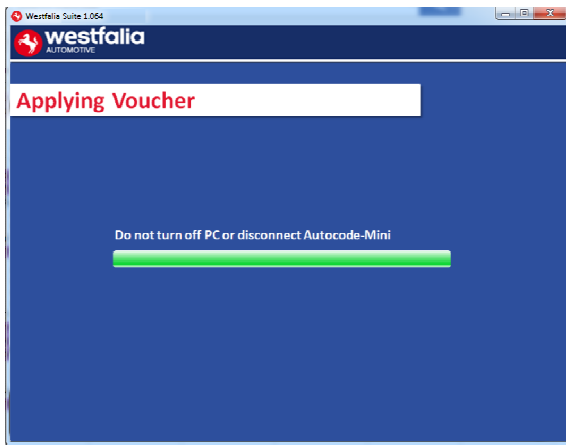 Westfalia Suite 1.064
westfalia
AUTOMOTIVE
Applying Voucher
Do not turn off PC or disconnect Autocode-Mini